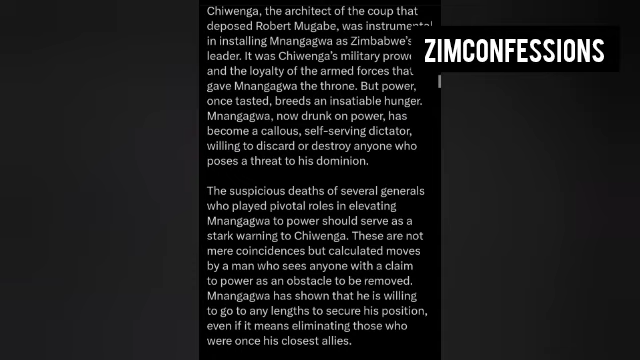 Chiwenga, the architect of the coup that
deposed Robert Mugabe, was instrumental
in installing Mnangagwa as Zimbabwe's
leader. It was Chiwenga's military
and the loyalty of the armed forces that
gave Mnangagwa the throne. But power,
once tasted, breeds an insatiable hunger.
Mnangagwa, now drunk on power, has
become a callous, self-serving dictator,
willing to discard or destroy anyone who
poses a threat to his dominion.
The suspicious deaths of several generals
who played pivotal roles in elevating
Mnangagwa to power should serve as a
stark warning to Chiwenga. These are not
mere coincidences but calculated moves
by a man who sees anyone with a claim
to power as an obstacle to be removed.
Mnangagwa has shown that he is willing
to go to any lengths to secure his position,
even if it means eliminating those who
were once his closest allies.
ZIMCONFESSIONS